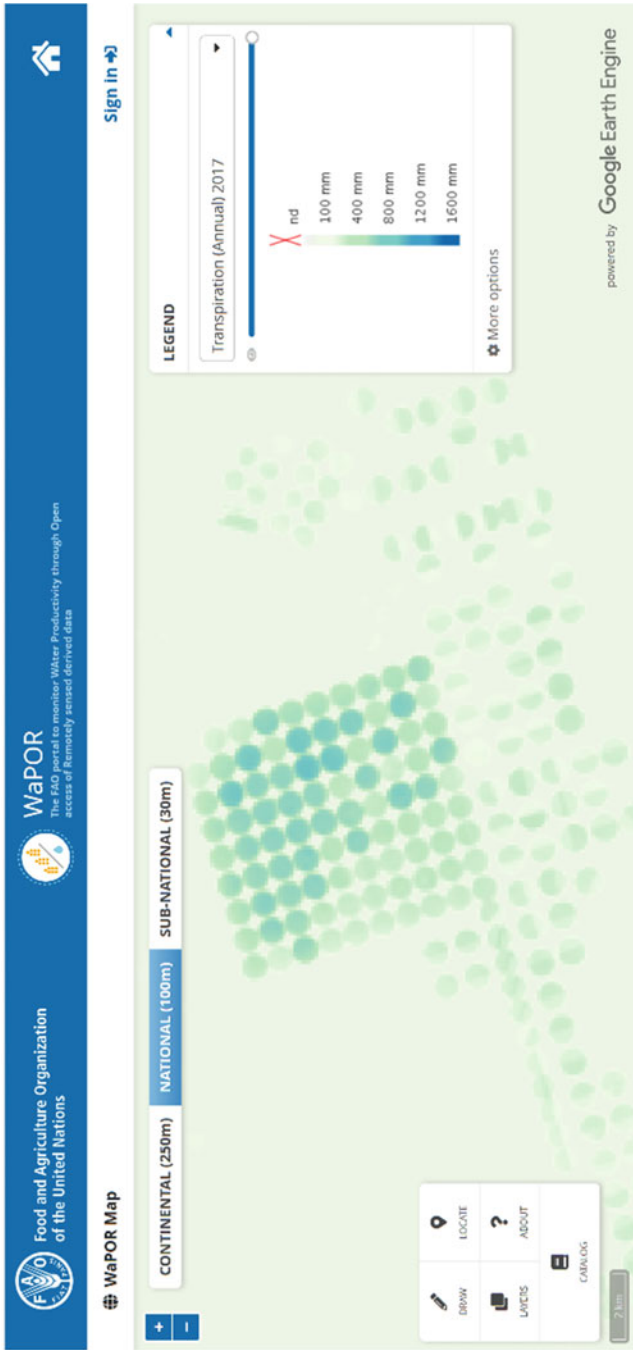 Food and Agriculture Organization
of the United Nations
WaPOR
The FAO portal to monitor WAter Productivity through Open
access of Remotely sensed derived data
WaPOR Map
Sign in
+
−
CONTINENTAL (250m)
NATIONAL (100m)
SUB-NATIONAL (30m)
LEGEND
Transpiration (Annual) 2017
nd
100 mm
400 mm
800 mm
1200 mm
1600 mm
More options
DRAW
LOCATE
LAYERS
ABOUT
CATALOG
2 km
powered by Google Earth Engine